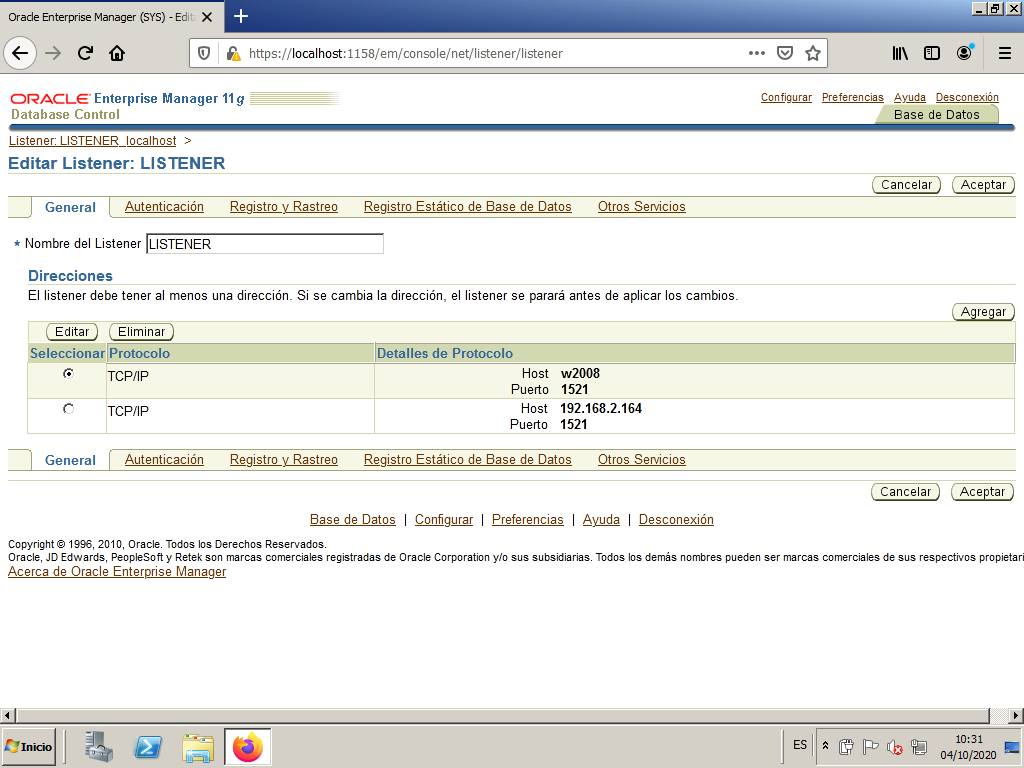 Oracle Enterprise Manager (SYS) - Edit
https://localhost:1158/em/console/net/listener/listener
ORACLE Enterprise Manager 11g
Database Control
Configurar Preferencias Ayuda Desconexión
Base de Datos
Listener: LISTENER_localhost >
Editar Listener: LISTENER
Cancelar Aceptar
General Autenticación Registro y Rastreo Registro Estático de Base de Datos Otros Servicios
* Nombre del Listener LISTENER
Direcciones
El listener debe tener al menos una dirección. Si se cambia la dirección, el listener se parará antes de aplicar los cambios.
Agregar
Editar Eliminar
Seleccionar Protocolo Detalles de Protocolo
TCP/IP Host w2008
Puerto 1521
TCP/IP Host 192.168.2.164
Puerto 1521
General Autenticación Registro y Rastreo Registro Estático de Base de Datos Otros Servicios
Cancelar Aceptar
Base de Datos | Configurar | Preferencias | Ayuda | Desconexión
Copyright © 1996, 2010, Oracle. Todos los Derechos Reservados.
Oracle, JD Edwards, PeopleSoft y Retek son marcas comerciales registradas de Oracle Corporation y/o sus subsidiarias. Todos los demás nombres pueden ser marcas comerciales de sus respectivos propietari
Acerca de Oracle Enterprise Manager
Inicio
ES
10:31
04/10/2020